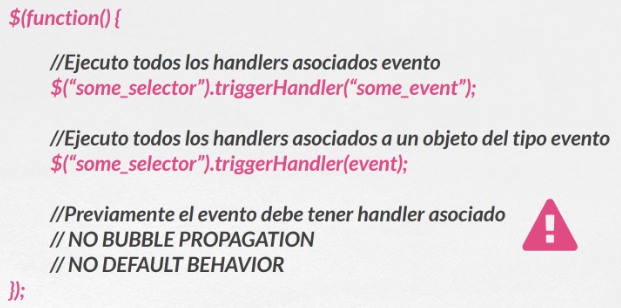 $(function() {
//Ejecuto todos los handlers asociados evento
$(“some_selector”).triggerHandler(“some_event”);
//Ejecuto todos los handlers asociados a un objeto del tipo evento
$(“some_selector”).triggerHandler(event);
//Previamente el evento debe tener handler asociado
// NO BUBBLE PROPAGATION
// NO DEFAULT BEHAVIOR
});